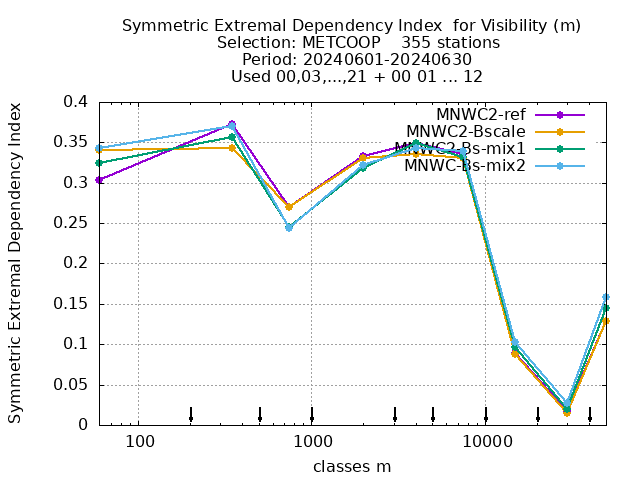 Symmetric Extremal Dependency Index  for Visibility (m)
Selection: METCOOP    355 stations
Period: 20240601-20240630
Used 00,03,...,21 + 00 01 ... 12
Symmetric Extremal Dependency Index
0.4
0.35
0.3
0.25
0.2
0.15
0.1
0.05
0
MNWC2-ref
MNWC2-Bscale
MNWC2-Bs-mix1
MNWC-Bs-mix2
100
1000
10000
classes m